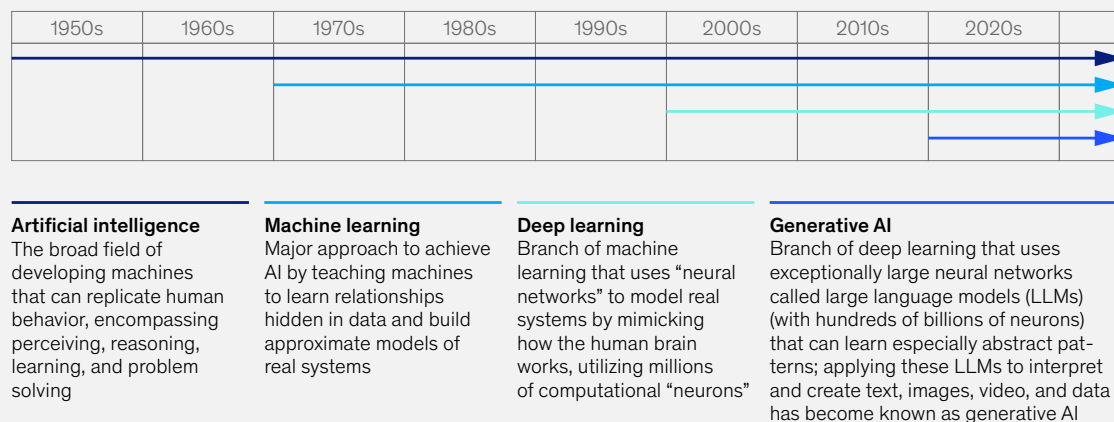 1950s 1960s 1970s 1980s 1990s 2000s 2010s 2020s
Artificial intelligence
The broad field of
developing machines
that can replicate human
behavior, encompassing
perceiving, reasoning,
learning, and problem
solving
Machine learning
Major approach to achieve
AI by teaching machines
to learn relationships
hidden in data and build
approximate models of
real systems
Deep learning
Branch of machine
learning that uses “neural
networks” to model real
systems by mimicking
how the human brain
works, utilizing millions
of computational “neurons”
Generative AI
Branch of deep learning that uses
exceptionally large neural networks
called large language models (LLMs)
(with hundreds of billions of neurons)
that can learn especially abstract pat-
terns; applying these LLMs to interpret
and create text, images, video, and data
has become known as generative AI